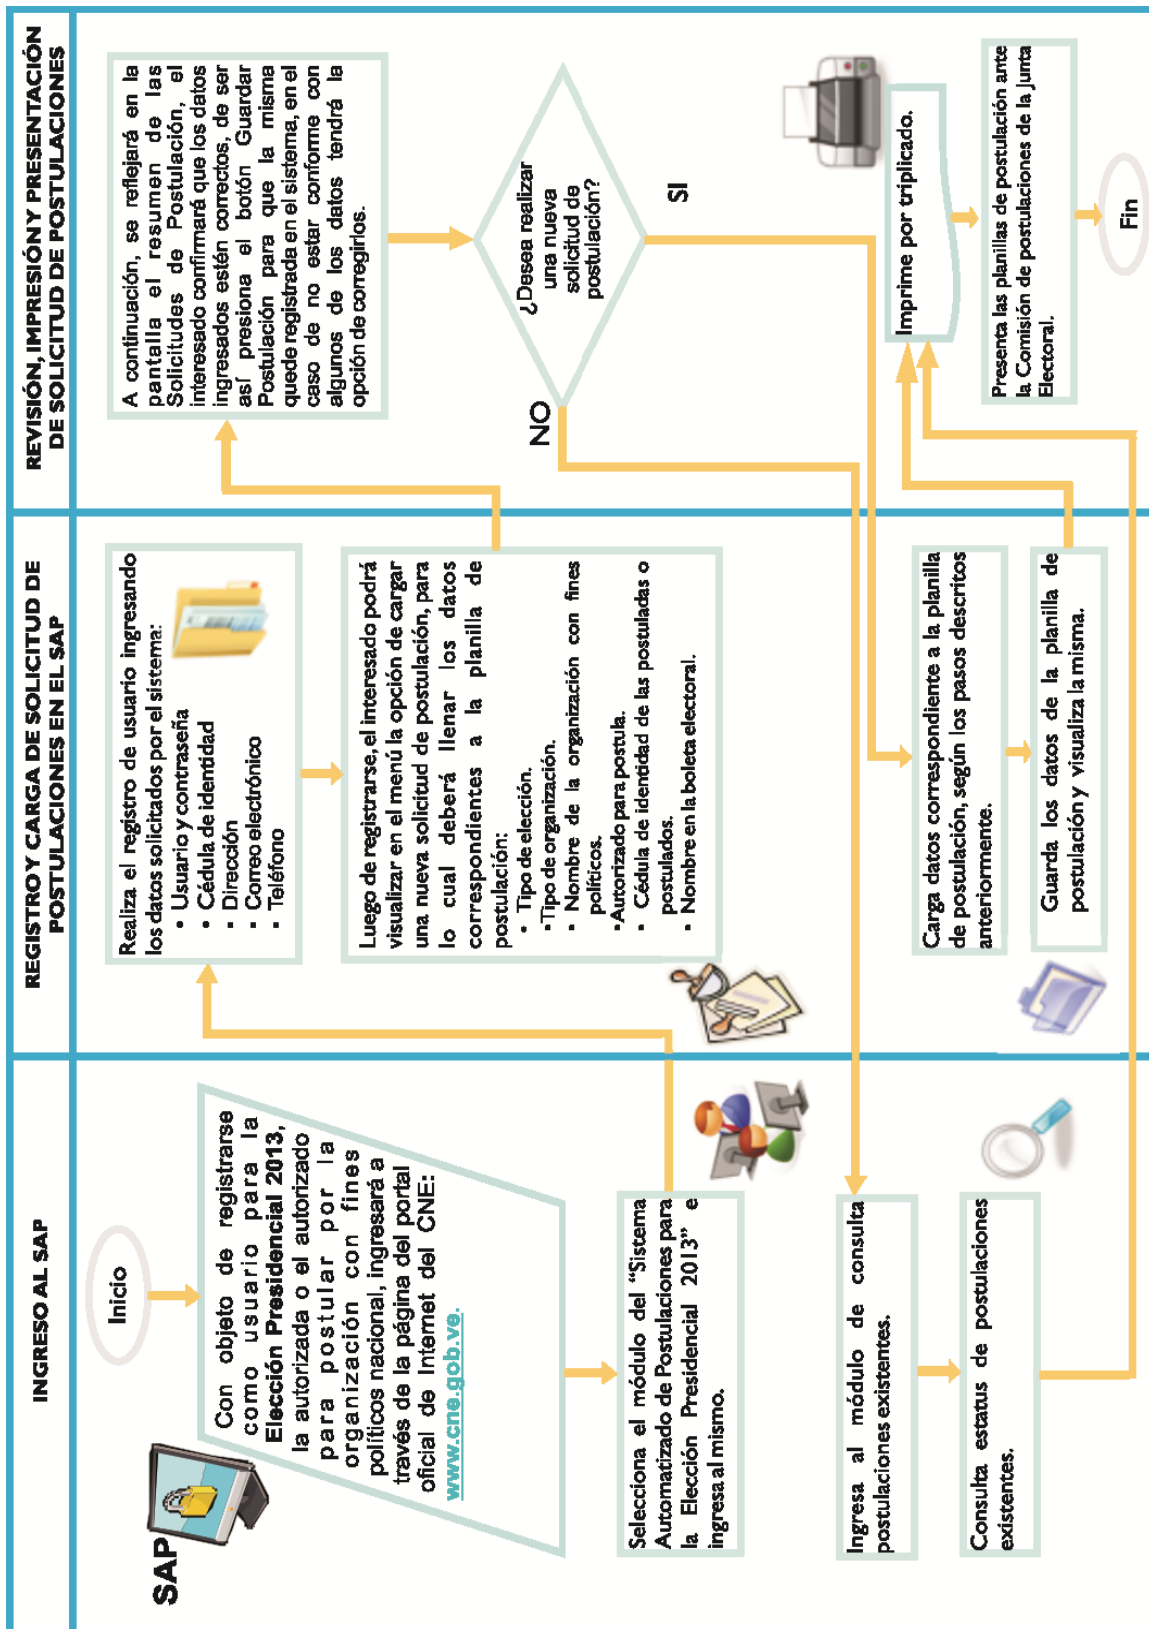 INGRESO AL SAP
REGISTRO Y CARGA DE SOLICITUD DE
POSTULACIONES EN EL SAP
REVISIÓN, IMPRESIÓN Y PRESENTACIÓN
DE SOLICITUD DE POSTULACIONES
SAP
Inicio
Con objeto de registrarse
como usuario para la
Elección Presidencial 2013,
la autorizada o el autorizado
para postular por la
organización con fines
políticos nacional, ingresará a
través de la página del portal
oficial de Internet del CNE:
www.cne.gob.ve.
Selecciona el módulo del “Sistema
Automatizado de Postulaciones para
la Elección Presidencial 2013” e
ingresa al mismo.
Ingresa al módulo de consulta
postulaciones existentes.
Consulta estatus de postulaciones
existentes.
Realiza el registro de usuario ingresando
los datos solicitados por el sistema:
• Usuario y contraseña
• Cédula de identidad
• Dirección
• Correo electrónico
• Teléfono
Luego de registrarse, el interesado podrá
visualizar en el menú la opción de cargar
una nueva solicitud de postulación, para
lo cual deberá llenar los datos
correspondientes a la planilla de
postulación:
• Tipo de elección.
• Tipo de organización.
• Nombre de la organización con fines
políticos.
• Autorizado para postula.
• Cédula de identidad de las postuladas o
postulados.
• Nombre en la boleta electoral.
Carga datos correspondiente a la planilla
de postulación, según los pasos descritos
anteriormente.
Guarda los datos de la planilla de
postulación y visualiza la misma.
A continuación, se reflejará en la
pantalla el resumen de las
Solicitudes de Postulación, el
interesado confirmará que los datos
ingresados estén correctos, de ser
así presiona el botón Guardar
Postulación para que la misma
quede registrada en el sistema, en el
caso de no estar conforme con
algunos de los datos tendrá la
opción de corregirlos.
¿Desea realizar
una nueva
solicitud de
postulación?
NO
SI
Imprime por triplicado.
Presenta las planillas de postulación ante
la Comisión de postulaciones de la Junta
Electoral.
Fin